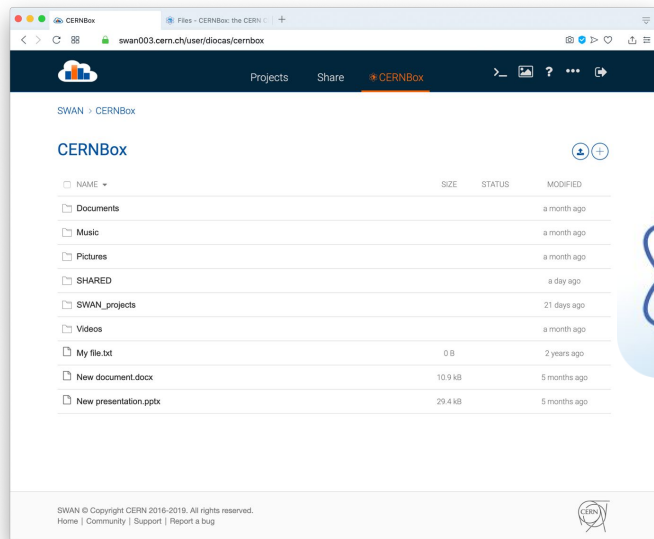 CERNBox
Files - CERNBox: the CERN C
swan003.cern.ch/user/diocas/cernbox
Projects Share CERNBox >_ ? •••
SWAN > CERNBox
CERNBox
NAME SIZE STATUS MODIFIED
Documents a month ago
Music a month ago
Pictures a month ago
SHARED a day ago
SWAN_projects 21 days ago
Videos a month ago
My file.txt 0 B 2 years ago
New document.docx 10.9 kB 5 months ago
New presentation.pptx 29.4 kB 5 months ago
SWAN © Copyright CERN 2016-2019. All rights reserved.
Home | Community | Support | Report a bug
CERN